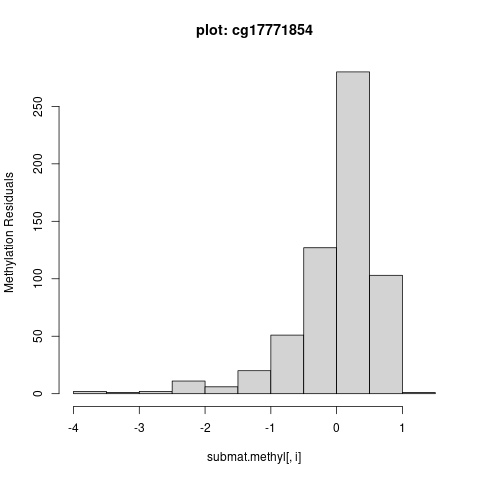 plot: cg17771854
Methylation Residuals
250
200
150
100
50
0
-4 -3 -2 -1 0 1
submat.methyl[, i]